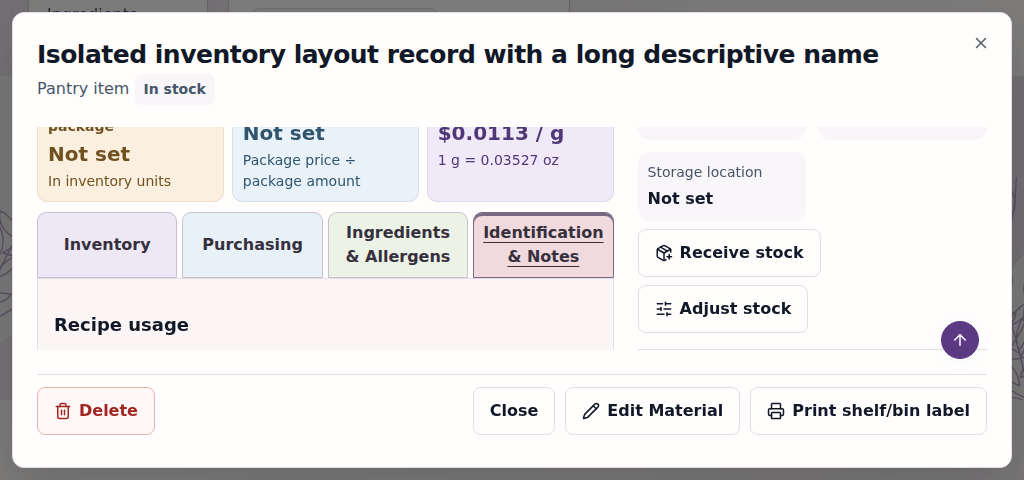 Isolated inventory layout record with a long descriptive name
Pantry item In stock
package
Not set
In inventory units
Not set
Package price ÷
package amount
$0.0113 / g
1 g = 0.03527 oz
Inventory
Purchasing
Ingredients
& Allergens
Identification
& Notes
Recipe usage
Storage location
Not set
Receive stock
Adjust stock
Delete
Close
Edit Material
Print shelf/bin label